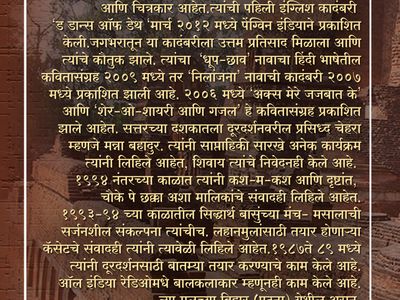 आणि चित्रकार आहेत.त्यांची पहिली इंग्लिश कादंबरी
'द डान्स ऑफ डेथ 'मार्च २०१२ मध्ये पेंग्विन इंडियाने प्रकाशित
केली.जगभरातून या कादंबरीला उत्तम प्रतिसाद मिळाला आणि
त्यांचे कौतुक झाले. त्यांचा 'धूप-छाव' नावाचा हिंदी भाषेतील
कवितासंग्रह २००९ मध्ये तर 'निलांजना' नावाची कादंबरी २००७
मध्ये प्रकाशित झाली आहे. २००६ मध्ये 'अक्स मेरे जजबात के'
आणि 'शेर-ओ-शायरी आणि गजल' हे कवितासंग्रह प्रकाशित
झाले आहेत. सत्तरच्या दशकातला दूरदर्शनवरील प्रसिध्द चेहरा
म्हणजे मन्ना बहादुर. त्यांनी साप्ताहिकी सारखे अनेक कार्यक्रम
त्यांनी लिहिले आहेत, शिवाय त्यांचे निवेदनही केले आहे.
१९९४ नंतरच्या काळात त्यांनी कश-म-कश आणि दृष्टांत,
चौके पे छक्का अशा मालिकांचे संवादही लिहिले आहेत.
१९९३-९४ च्या काळातील सिद्धार्थ बासुंच्या मंच- मसालाची
सर्जनशील संकल्पना त्यांचीच. लहानमुलांसाठी तयार होणाऱ्या
कॅसेटचे संवादही त्यांनी त्यावेळी लिहिले आहेत.१९८७ते ८९ मध्ये
त्यांनी दूरदर्शनसाठी बातम्या तयार करण्याचे काम केले आहे.
ऑल इंडिया रेडिओमधे बालकलाकार म्हणूनही काम केले आहे.